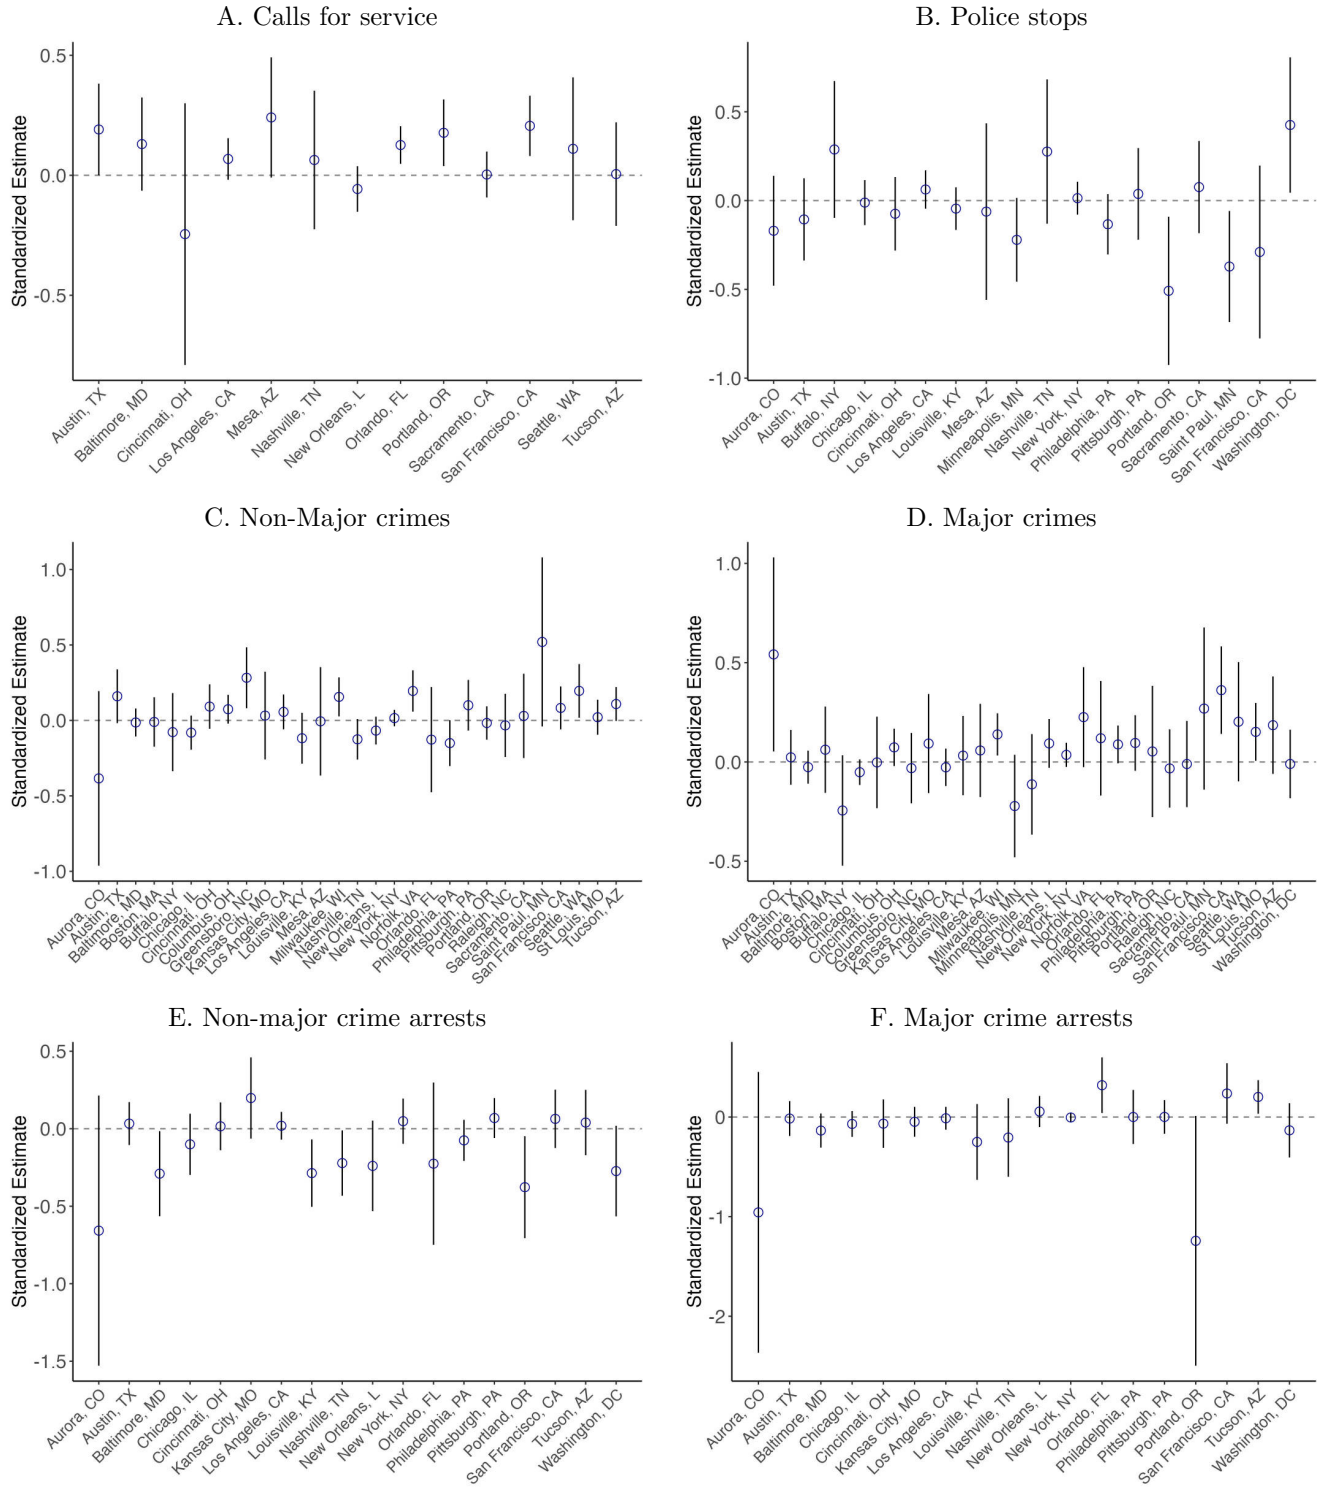 A. Calls for service
Standardized Estimate
0.5
0.0
-0.5
Austin, TX
Baltimore, MD
Cincinnati, OH
Los Angeles, CA
Mesa, AZ
Nashville, TN
New Orleans, L
Orlando, FL
Portland, OR
Sacramento, CA
San Francisco, CA
Seattle, WA
Tucson, AZ
B. Police stops
Standardized Estimate
0.5
0.0
-0.5
-1.0
Aurora, CO
Austin, TX
Buffalo, NY
Chicago, IL
Cincinnati, OH
Los Angeles, CA
Louisville, KY
Mesa, AZ
Minneapolis, MN
Nashville, TN
New York, NY
Philadelphia, PA
Pittsburgh, PA
Portland, OR
Sacramento, CA
Saint Paul, MN
San Francisco, CA
Washington, DC
C. Non-Major crimes
Standardized Estimate
1.0
0.5
0.0
-0.5
-1.0
Aurora, CO
Austin, TX
Baltimore, MD
Boston, MA
Buffalo, NY
Chicago, IL
Cincinnati, OH
Columbus, OH
Greensboro, NC
Kansas City, MO
Los Angeles, CA
Louisville, KY
Mesa, AZ
Milwaukee, WI
Nashville, TN
New Orleans, L
New York, NY
Norfolk, VA
Orlando, FL
Philadelphia, PA
Pittsburgh, PA
Portland, OR
Raleigh, NC
Sacramento, CA
Saint Paul, MN
San Francisco, CA
Seattle, WA
St Louis, MO
Tucson, AZ
D. Major crimes
Standardized Estimate
1.0
0.5
0.0
-0.5
Aurora, CO
Austin, TX
Baltimore, MD
Boston, MA
Buffalo, NY
Chicago, IL
Cincinnati, OH
Columbus, OH
Greensboro, NC
Kansas City, MO
Los Angeles, CA
Louisville, KY
Mesa, AZ
Milwaukee, WI
Minneapolis, MN
Nashville, TN
New Orleans, L
New York, NY
Norfolk, VA
Orlando, FL
Philadelphia, PA
Pittsburgh, PA
Portland, OR
Raleigh, NC
Sacramento, CA
Saint Paul, MN
San Francisco, CA
Seattle, WA
St Louis, MO
Tucson, AZ
Washington, DC
E. Non-major crime arrests
Standardized Estimate
0.5
0.0
-0.5
-1.0
-1.5
Aurora, CO
Austin, TX
Baltimore, MD
Chicago, IL
Cincinnati, OH
Kansas City, MO
Los Angeles, CA
Louisville, KY
Nashville, TN
New Orleans, L
New York, NY
Orlando, FL
Philadelphia, PA
Pittsburgh, PA
Portland, OR
San Francisco, CA
Tucson, AZ
Washington, DC
F. Major crime arrests
Standardized Estimate
0
-1
-2
Aurora, CO
Austin, TX
Baltimore, MD
Chicago, IL
Cincinnati, OH
Kansas City, MO
Los Angeles, CA
Louisville, KY
Nashville, TN
New Orleans, L
New York, NY
Orlando, FL
Philadelphia, PA
Pittsburgh, PA
Portland, OR
San Francisco, CA
Tucson, AZ
Washington, DC